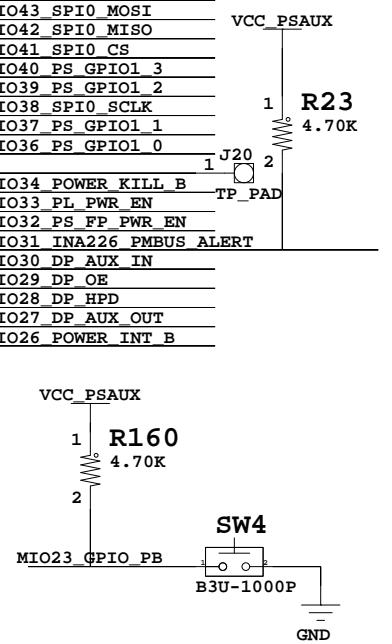 IO43_SPI0_MOSI
IO42_SPI0_MISO
IO41_SPI0_CS
IO40_PS_GPIO1_3
IO39_PS_GPIO1_2
IO38_SPI0_SCLK
IO37_PS_GPIO1_1
IO36_PS_GPIO1_0
VCC_PSAUX
1
R23
4.70K
2
1
J20
TP_PAD
IO34_POWER_KILL_B
IO33_PL_PWR_EN
IO32_PS_FP_PWR_EN
IO31_INA226_PMBUS_ALERT
IO30_DP_AUX_IN
IO29_DP_OE
IO28_DP_HPD
IO27_DP_AUX_OUT
IO26_POWER_INT_B
VCC_PSAUX
1
R160
4.70K
2
MIO23_GPIO_PB
SW4
1
2
B3U-1000P
GND